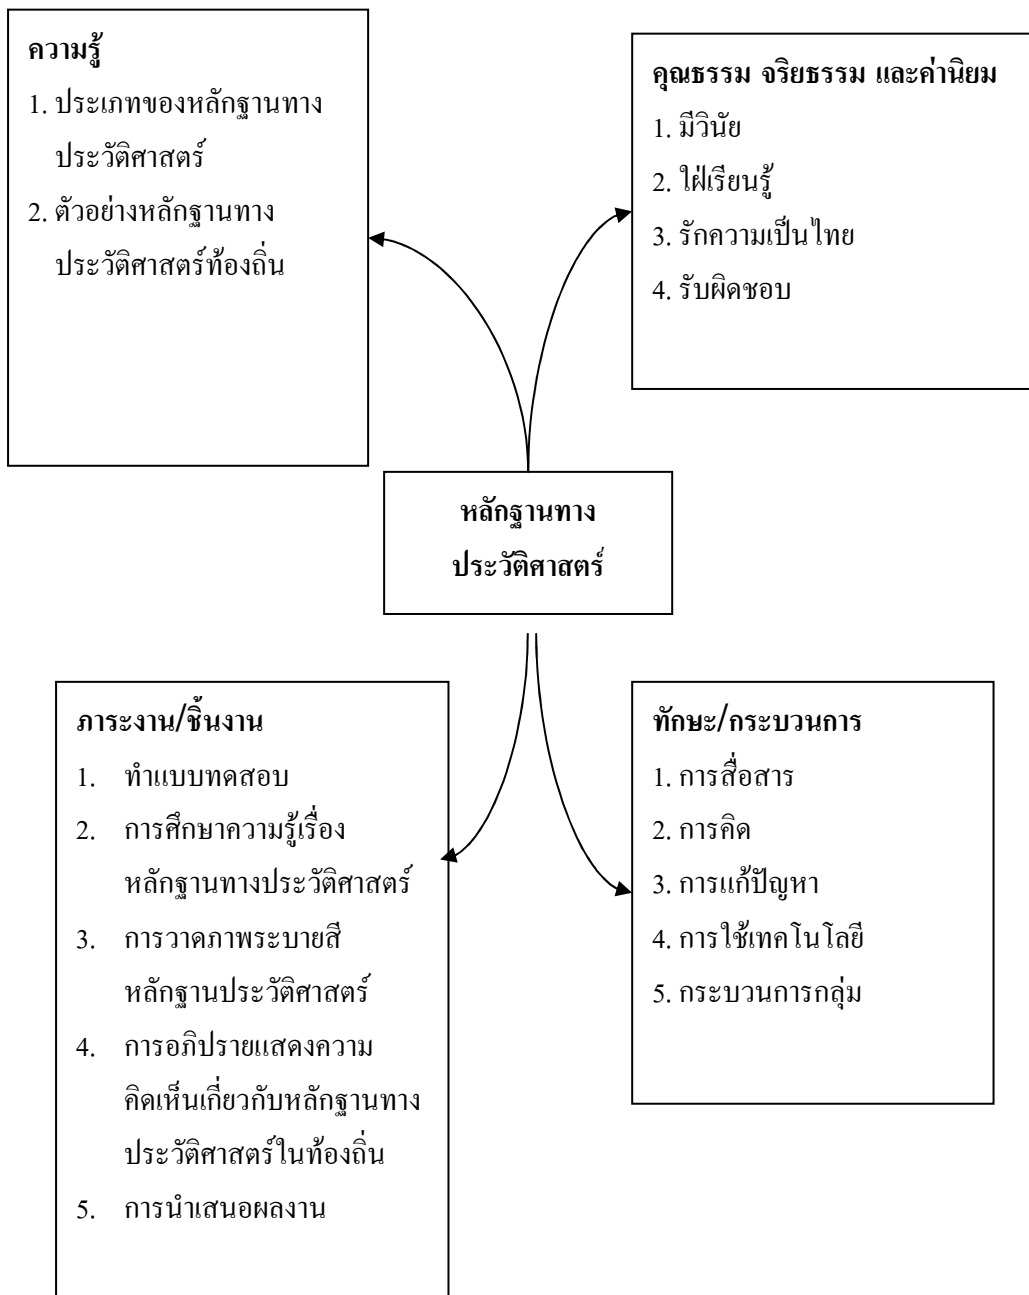 ความรู้
1. ประเภทของหลักฐานทาง
ประวัติศาสตร์
2. ตัวอย่างหลักฐานทาง
ประวัติศาสตร์ท้องถิ่น
คุณธรรม จริยธรรม และค่านิยม
1. มีวินัย
2. ใฝ่เรียนรู้
3. รักความเป็นไทย
4. รับผิดชอบ
หลักฐานทาง
ประวัติศาสตร์
ภาระงาน/ชิ้นงาน
1. ทำแบบทดสอบ
2. การศึกษาความรู้เรื่อง
หลักฐานทางประวัติศาสตร์
3. การวาดภาพระบายสี
หลักฐานประวัติศาสตร์
4. การอภิปรายแสดงความ
คิดเห็นเกี่ยวกับหลักฐานทาง
ประวัติศาสตร์ในท้องถิ่น
5. การนำเสนอผลงาน
ทักษะ/กระบวนการ
1. การสื่อสาร
2. การคิด
3. การแก้ปัญหา
4. การใช้เทคโนโลยี
5. กระบวนการกลุ่ม